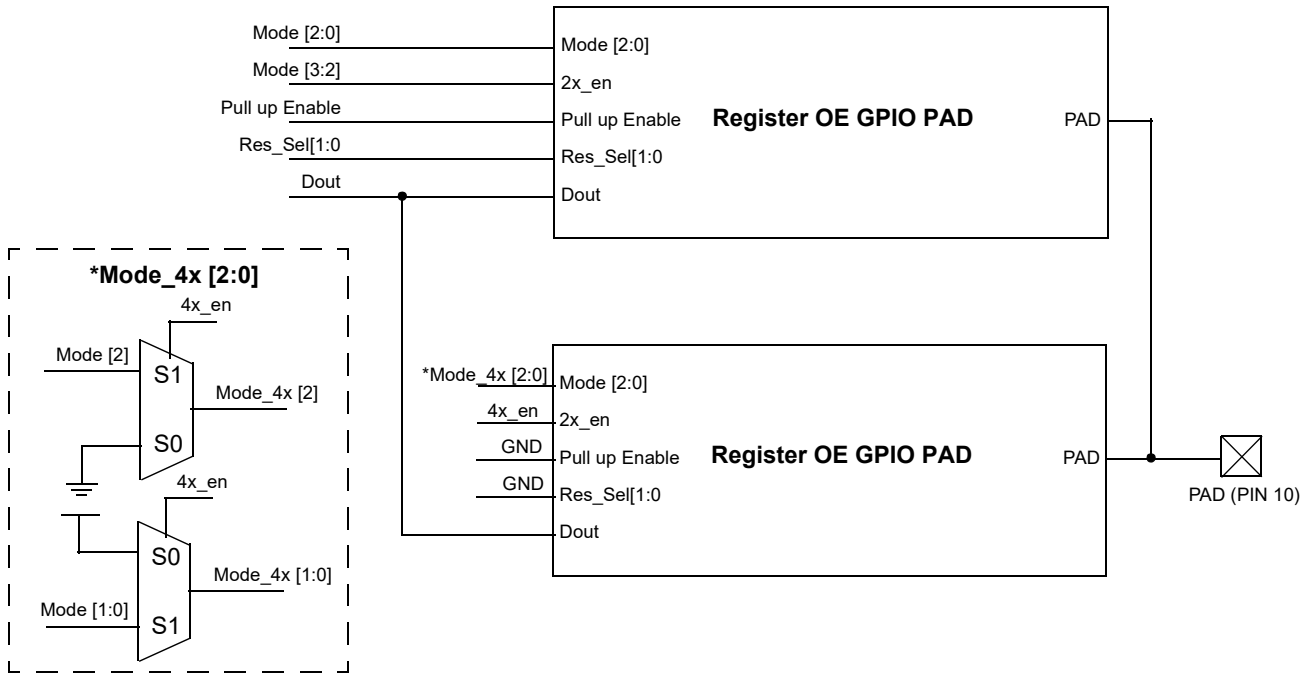 Mode [2:0]
Mode [3:2]
Pull up Enable
Res_Sel[1:0
Dout
Mode [2:0]
2x_en
Pull up Enable
Res_Sel[1:0
Dout
Register OE GPIO PAD
PAD
*Mode_4x [2:0]
4x_en
Mode [2]
S1
Mode_4x [2]
S0
4x_en
S0
Mode_4x [1:0]
Mode [1:0]
S1
*Mode_4x [2:0]
4x_en
GND
GND
Mode [2:0]
2x_en
Pull up Enable
Res_Sel[1:0
Dout
Register OE GPIO PAD
PAD
PAD (PIN 10)